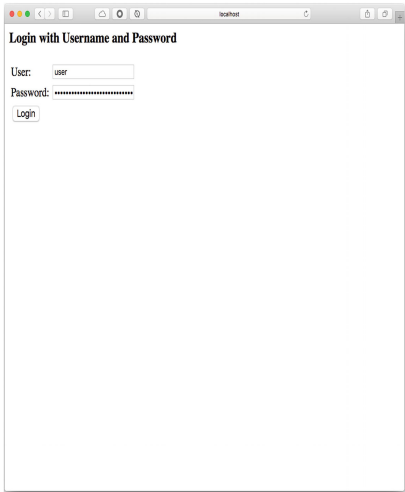 localhost
Login with Username and Password
User: user
Password: •••••••••••••••••••••••••••
Login